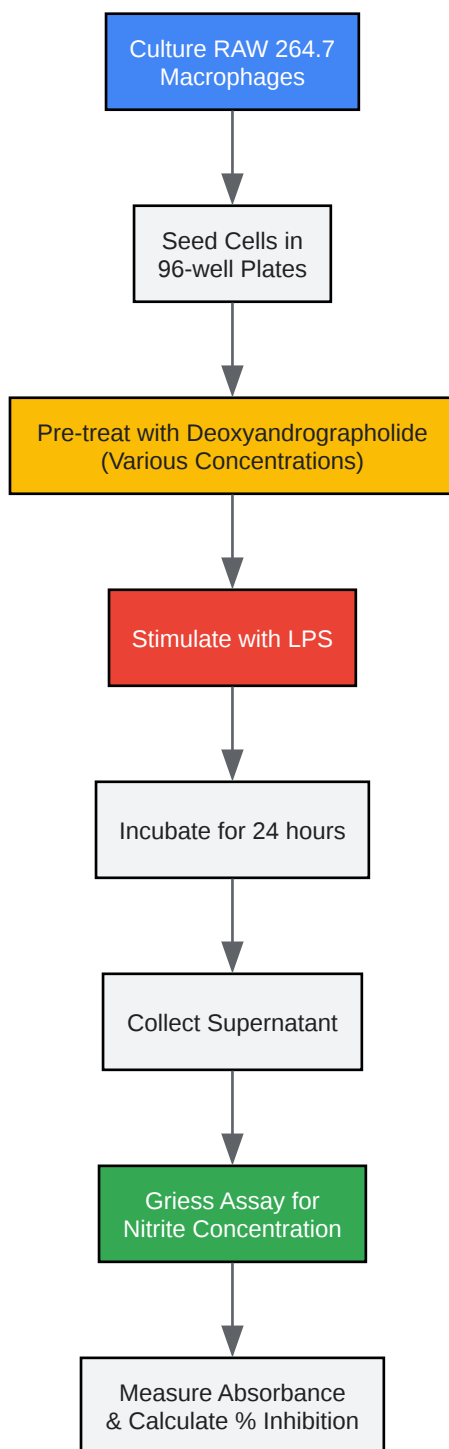 Culture RAW 264.7
Macrophages
Seed Cells in
96-well Plates
Pre-treat with Deoxyandrographolide
(Various Concentrations)
Stimulate with LPS
Incubate for 24 hours
Collect Supernatant
Griess Assay for
Nitrite Concentration
Measure Absorbance
& Calculate % Inhibition